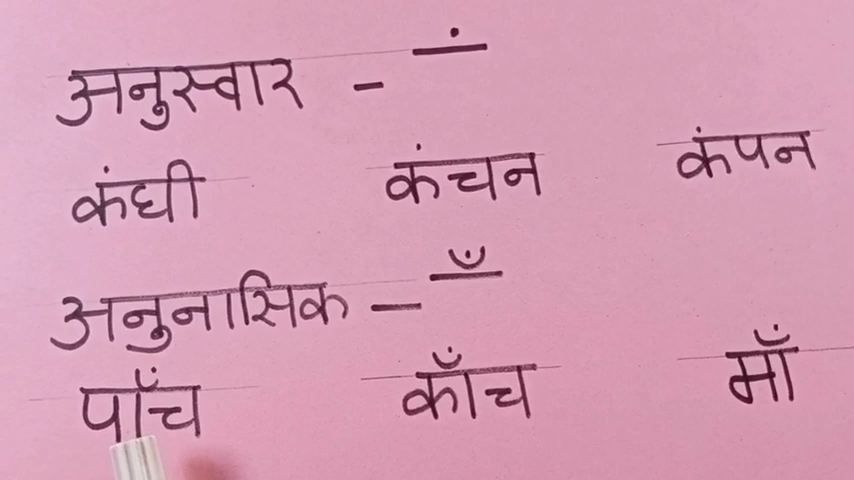 अनुस्वार - ं
कंघी कंचन कंपन
अनुनासिक - ँ
पाँच काँच माँ